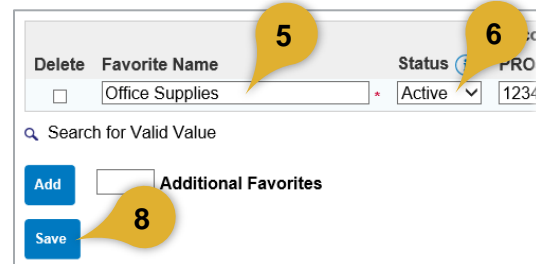 5 6
Delete Favorite Name Status PRO
Office Supplies * Active 1234
Search for Valid Value
Add Additional Favorites
8
Save